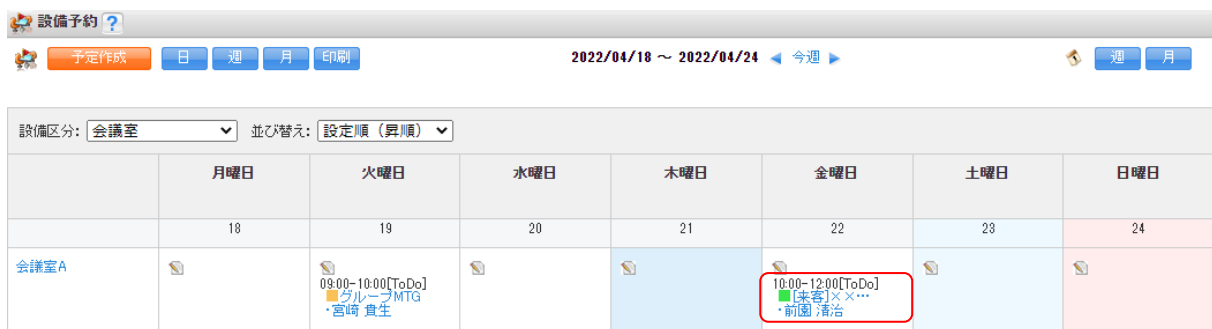 設備予約 ?
予定作成 日 週 月 印刷 2022/04/18 ～ 2022/04/24 今週 週 月
設備区分: 会議室 並び替え: 設定順（昇順）
月曜日 火曜日 水曜日 木曜日 金曜日 土曜日 日曜日
18 19 20 21 22 23 24
会議室A
09:00-10:00[ToDo]
グループMTG
・宮崎 貴生
10:00-12:00[ToDo]
[来客]××…
・前園 清治